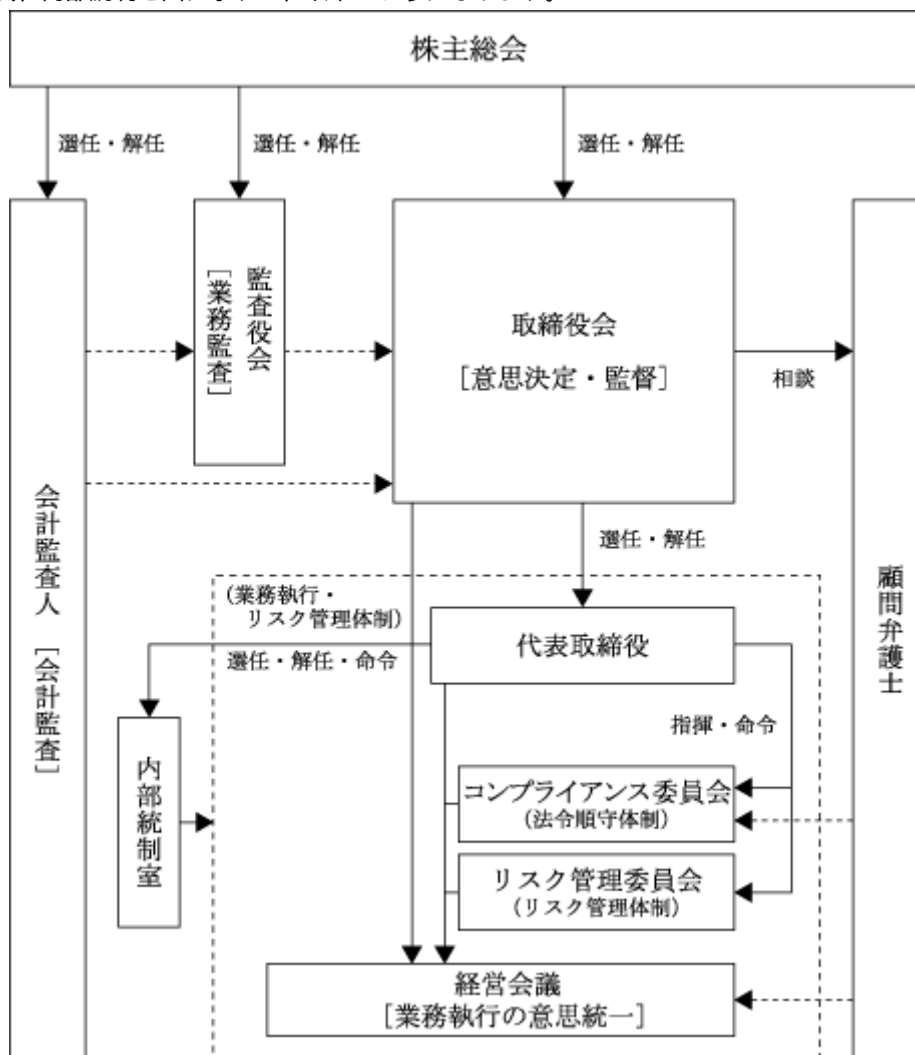 株主総会
選任・解任
選任・解任
選任・解任
監査役会
[業務監査]
取締役会
[意思決定・監督]
相談
会計監査人 [会計監査]
顧問弁護士
選任・解任
(業務執行・
リスク管理体制)
代表取締役
選任・解任・命令
指揮・命令
内部統制室
コンプライアンス委員会
(法令順守体制)
リスク管理委員会
(リスク管理体制)
経営会議
[業務執行の意思統一]